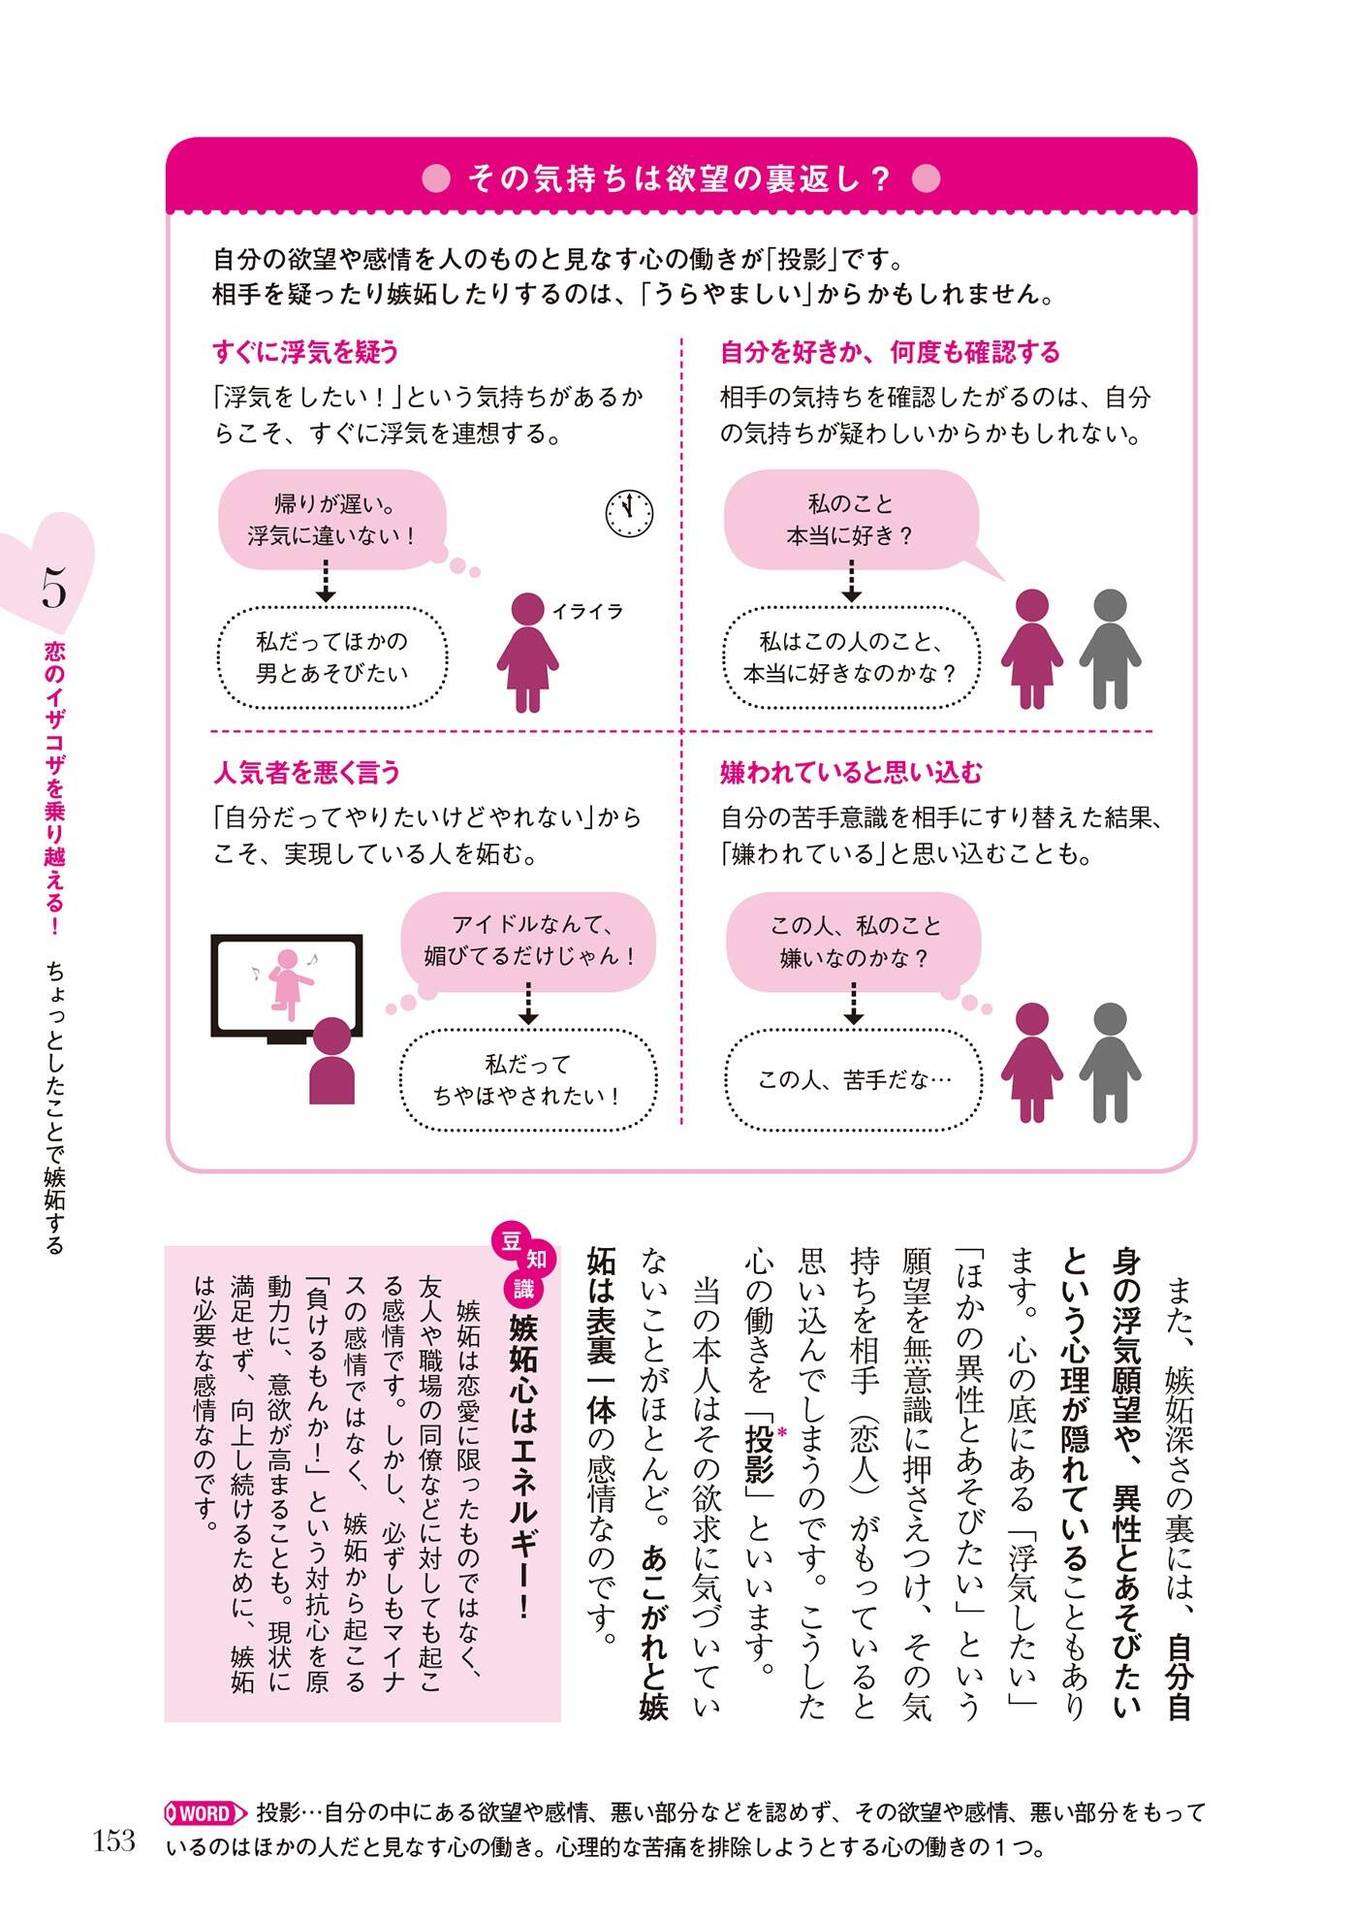 その気持ちは欲望の裏返し？
自分の欲望や感情を人のものと見なす心の働きが「投影」です。
相手を疑ったり嫉妬したりするのは、「うらやましい」からかもしれません。
すぐに浮気を疑う
「浮気をしたい！」という気持ちがあるか
らこそ、すぐに浮気を連想する。
帰りが遅い。
浮気に違いない！
イライラ
私だってほかの
男とあそびたい
自分を好きか、何度も確認する
相手の気持ちを確認したがるのは、自分
の気持ちが疑わしいからかもしれない。
私のこと
本当に好き？
私はこの人のこと、
本当に好きなのかな？
人気者を悪く言う
「自分だってやりたいけどやれない」から
こそ、実現している人を妬む。
アイドルなんて、
媚びてるだけじゃん！
私だって
ちやほやされたい！
嫌われていると思い込む
自分の苦手意識を相手にすり替えた結果、
「嫌われている」と思い込むことも。
この人、私のこと
嫌いなのかな？
この人、苦手だな…
5
恋のイザコザを乗り越える！　ちょっとしたことで嫉妬する
また、嫉妬深さの裏には、自分自
身の浮気願望や、異性とあそびたい
という心理が隠れていることもあり
ます。心の底にある「浮気したい」
「ほかの異性とあそびたい」という
願望を無意識に押さえつけ、その気
持ちを相手（恋人）がもっていると
思い込んでしまうのです。こうした
心の働きを「投影*」といいます。
当の本人はその欲求に気づいてい
ないことがほとんど。あこがれと嫉
妬は表裏一体の感情なのです。
豆知識
嫉妬心はエネルギー！
嫉妬は恋愛に限ったものではなく、
友人や職場の同僚などに対しても起こ
る感情です。しかし、必ずしもマイナ
スの感情ではなく、嫉妬から起こる
「負けるもんか！」という対抗心を原
動力に、意欲が高まることも。現状に
満足せず、向上し続けるために、嫉妬
は必要な感情なのです。
WORD 投影…自分の中にある欲望や感情、悪い部分などを認めず、その欲望や感情、悪い部分をもって
いるのはほかの人だと見なす心の働き。心理的な苦痛を排除しようとする心の働きの1つ。
153